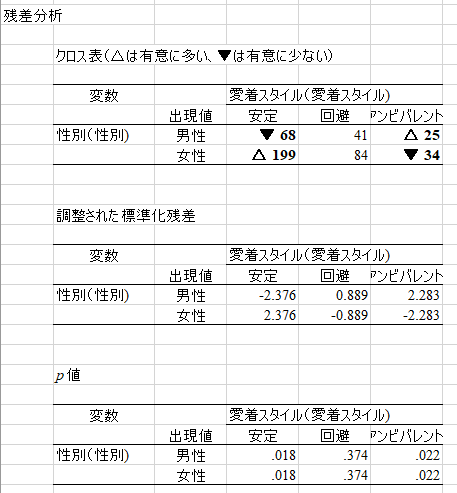 残差分析
クロス表(△は有意に多い、▼は有意に少ない)
変数 愛着スタイル(愛着スタイル)
出現値 安定 回避 アンビバレント
性別(性別) 男性 ▼ 68 41 △ 25
女性 △ 199 84 ▼ 34
調整された標準化残差
変数 愛着スタイル(愛着スタイル)
出現値 安定 回避 アンビバレント
性別(性別) 男性 -2.376 0.889 2.283
女性 2.376 -0.889 -2.283
p 値
変数 愛着スタイル(愛着スタイル)
出現値 安定 回避 アンビバレント
性別(性別) 男性 .018 .374 .022
女性 .018 .374 .022